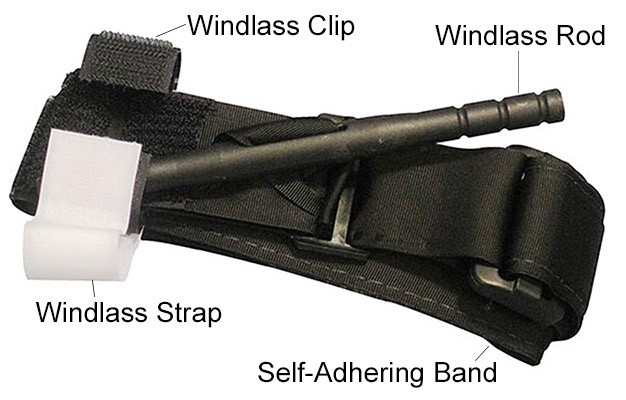 Windlass Clip
Windlass Rod
Windlass Strap
Self-Adhering Band